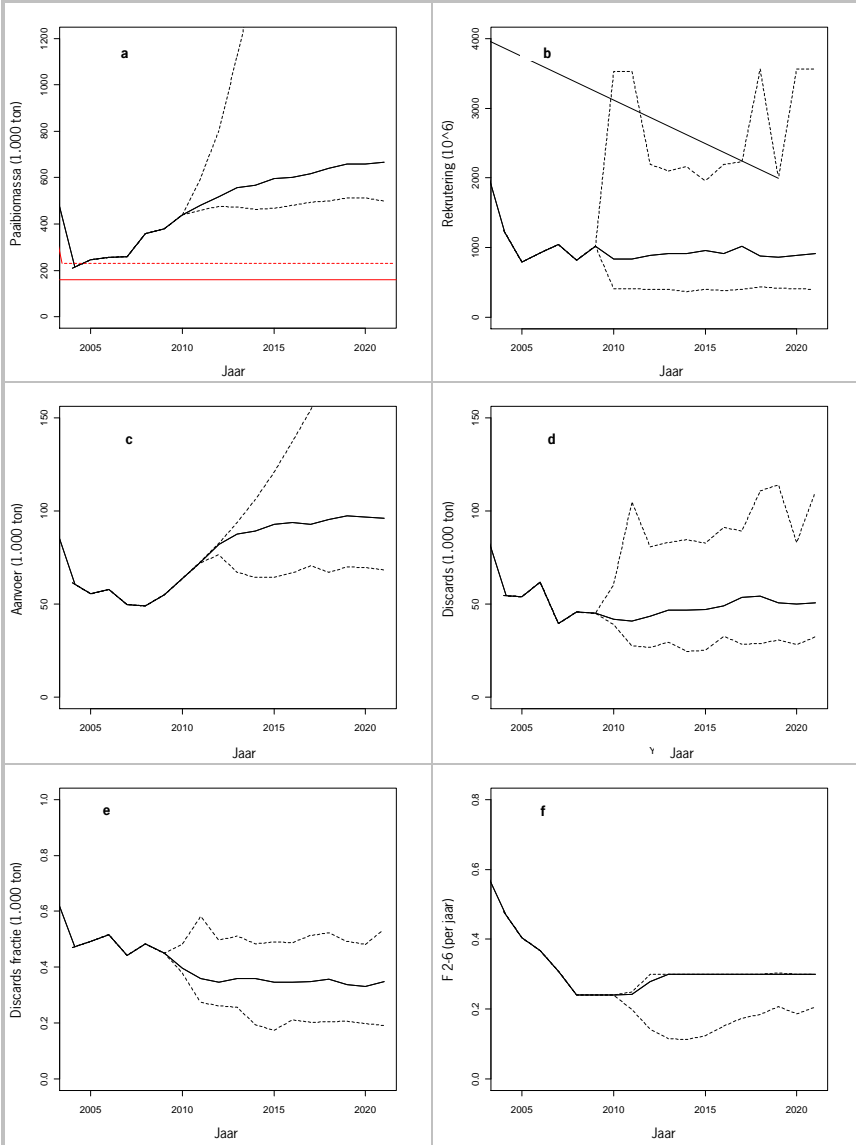 a
Paaibiomassa (1.000 ton)
0 200 400 600 800 1000 1200
2005 2010 2015 2020
Jaar
b
Rekrutering (10^6)
0 1000 2000 3000 4000
2005 2010 2015 2020
Jaar
c
Aanvoer (1.000 ton)
0 50 100 150
2005 2010 2015 2020
Jaar
d
Discards (1.000 ton)
0 50 100 150
2005 2010 2015 2020
Y Jaar
e
Discards fractie (1.000 ton)
0.0 0.2 0.4 0.6 0.8 1.0
2005 2010 2015 2020
Jaar
f
F 2-6 (per jaar)
0.0 0.2 0.4 0.6 0.8
2005 2010 2015 2020
Jaar